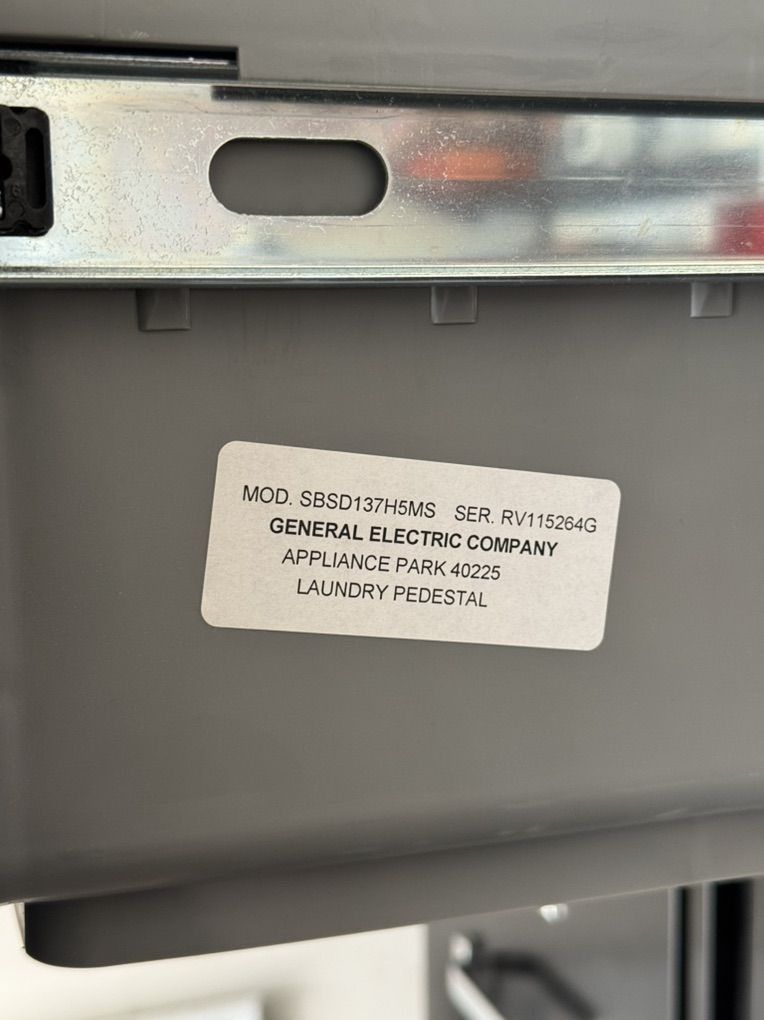 MOD. SBSD137H5MS SER. RV115264G
GENERAL ELECTRIC COMPANY
APPLIANCE PARK 40225
LAUNDRY PEDESTAL